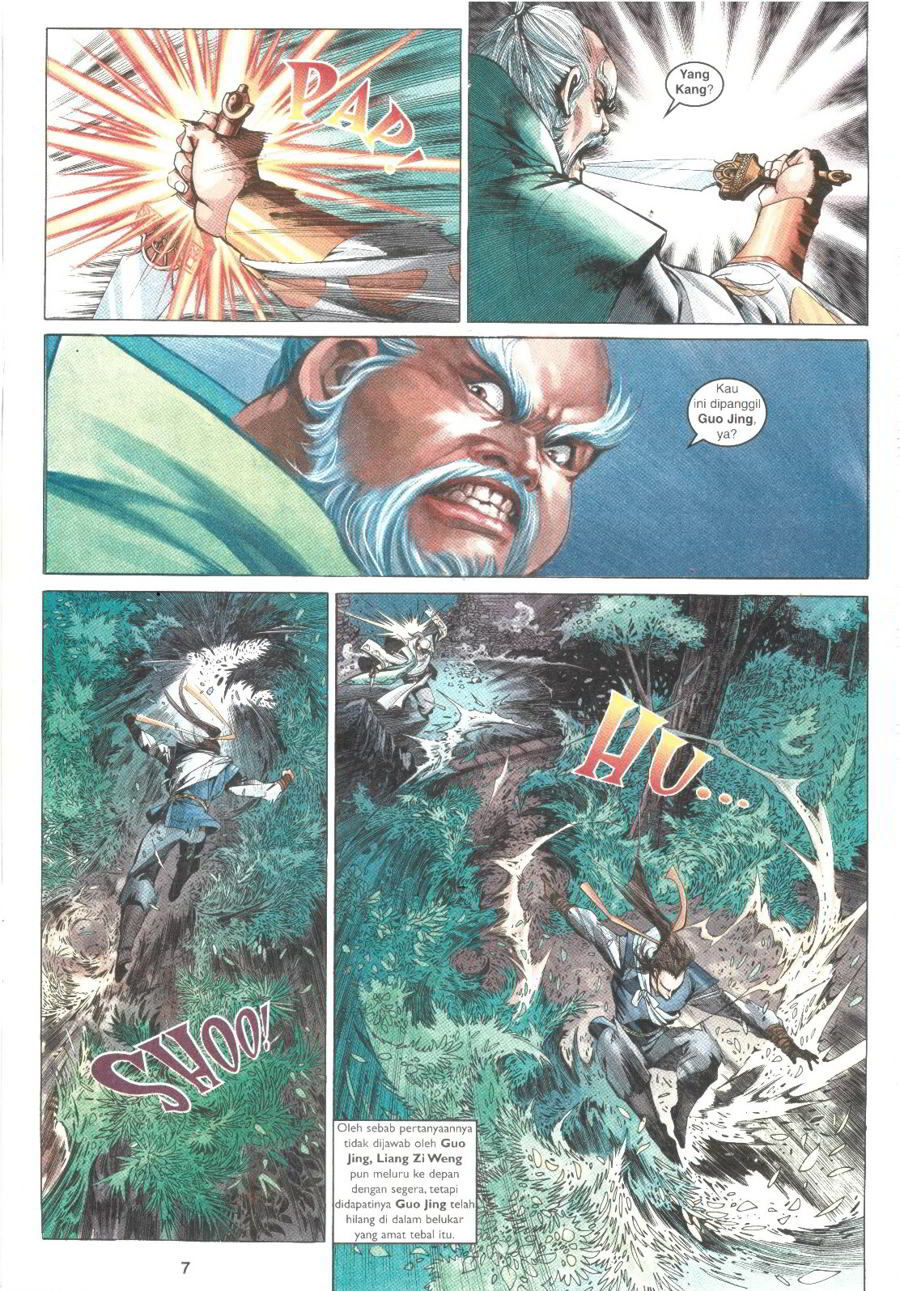 PAP!
Yang
Kang?
Kau
ini dipanggil
Guo Jing,
ya?
SHOO!
HU...
Oleh sebab pertanyaannya
tidak dijawab oleh Guo
Jing, Liang Zi Weng
pun meluru ke depan
dengan segera, tetapi
didapatinya Guo Jing telah
hilang di dalam belukar
yang amat tebal itu.
7